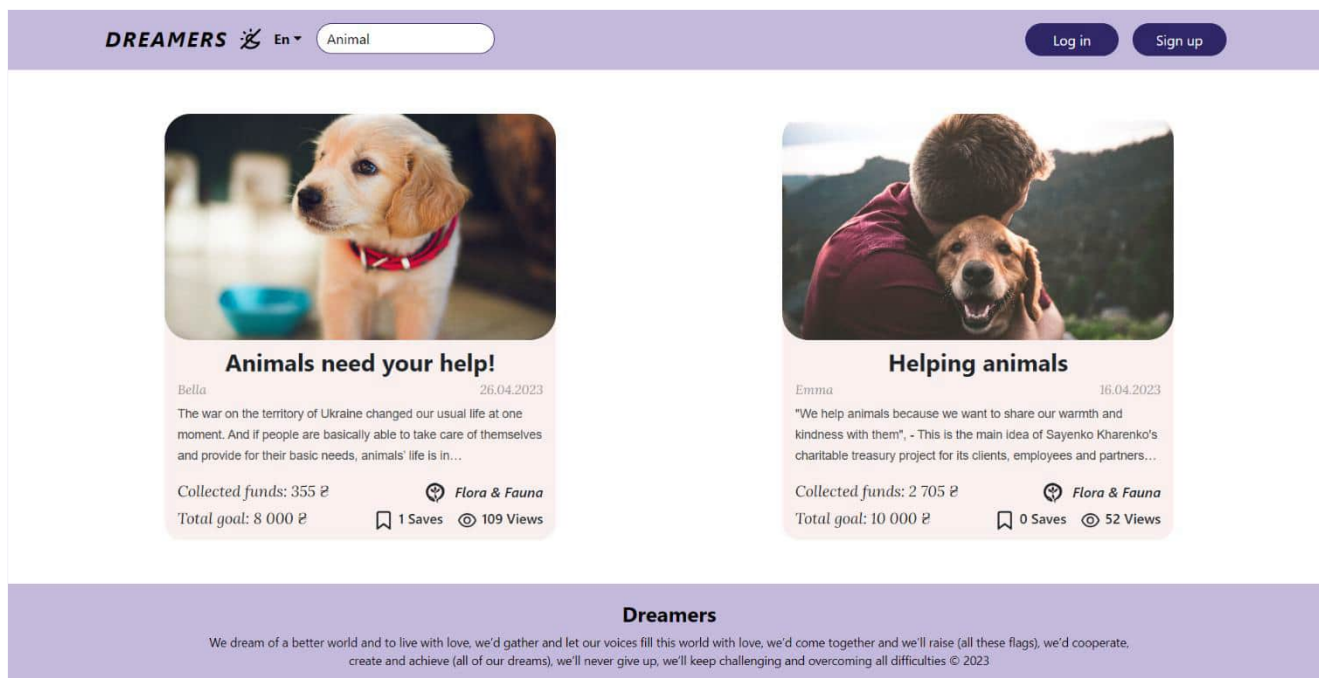 DREAMERS En Animal Log in Sign up
Animals need your help!
Bella 26.04.2023
The war on the territory of Ukraine changed our usual life at one
moment. And if people are basically able to take care of themselves
and provide for their basic needs, animals' life is in…
Collected funds: 355 ₴ Flora & Fauna
Total goal: 8 000 ₴ 1 Saves 109 Views
Helping animals
Emma 16.04.2023
"We help animals because we want to share our warmth and
kindness with them", - This is the main idea of Sayenko Kharenko's
charitable treasury project for its clients, employees and partners…
Collected funds: 2 705 ₴ Flora & Fauna
Total goal: 10 000 ₴ 0 Saves 52 Views
Dreamers
We dream of a better world and to live with love, we'd gather and let our voices fill this world with love, we'd come together and we'll raise (all these flags), we'd cooperate,
create and achieve (all of our dreams), we'll never give up, we'll keep challenging and overcoming all difficulties © 2023